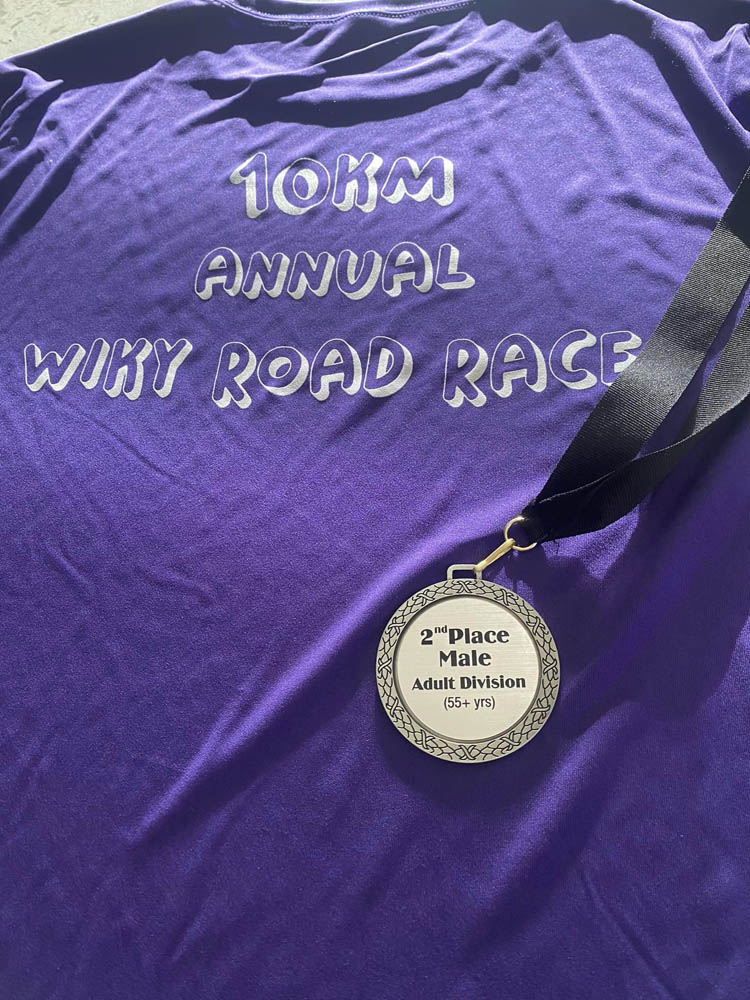 10KM
ANNUAL
WIKY ROAD RACE
2nd Place
Male
Adult Division
(55+ yrs)